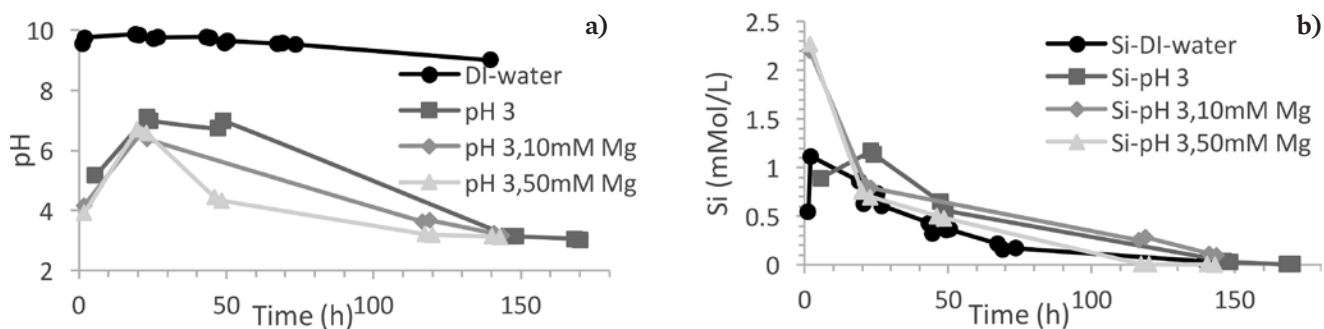 a)
10
8
6
4
2
pH
0
50
100
150
Time (h)
DI-water
pH 3
pH 3,10mM Mg
pH 3,50mM Mg
b)
2.5
2
1.5
1
0.5
0
Si (mMol/L)
0
50
100
150
Time (h)
Si-DI-water
Si-pH 3
Si-pH 3,10mM Mg
Si-pH 3,50mM Mg